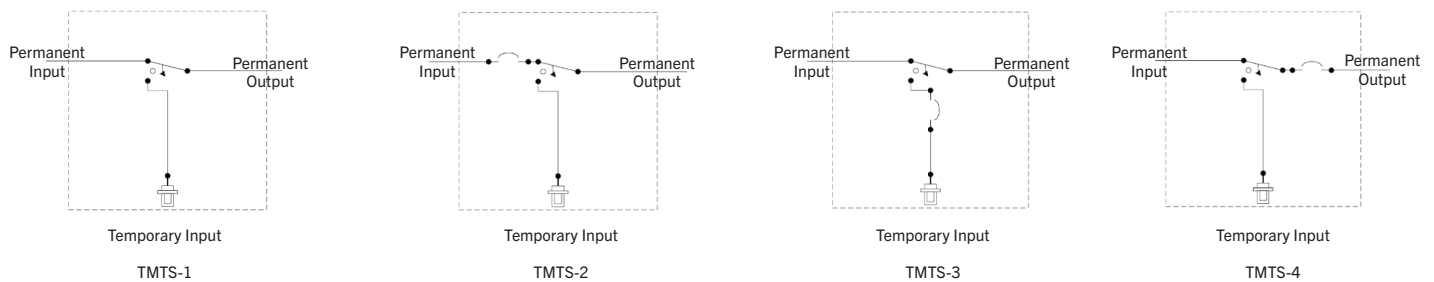 Permanent
Input
Permanent
Output
Temporary Input
TMTS-1
Permanent
Input
Permanent
Output
Temporary Input
TMTS-2
Permanent
Input
Permanent
Output
Temporary Input
TMTS-3
Permanent
Input
Permanent
Output
Temporary Input
TMTS-4